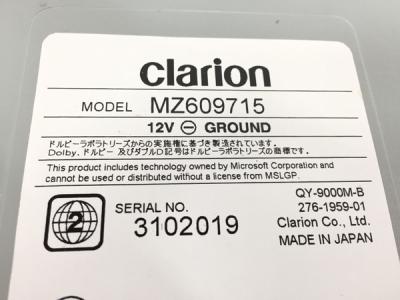 clarion
MODEL MZ609715
12V ⊖ GROUND
ドルビーラボラトリーズからの実施権に基づき製造されています。
Dolby、ドルビー 及びダブルD記号はドルビーラボラトリーズの商標です。
This product includes technology owned by Microsoft Corporation and
cannot be used or distributed without a license from MSLGP.
2
SERIAL NO.
3102019
QY-9000M-B
276-1959-01
Clarion Co., Ltd.
MADE IN JAPAN